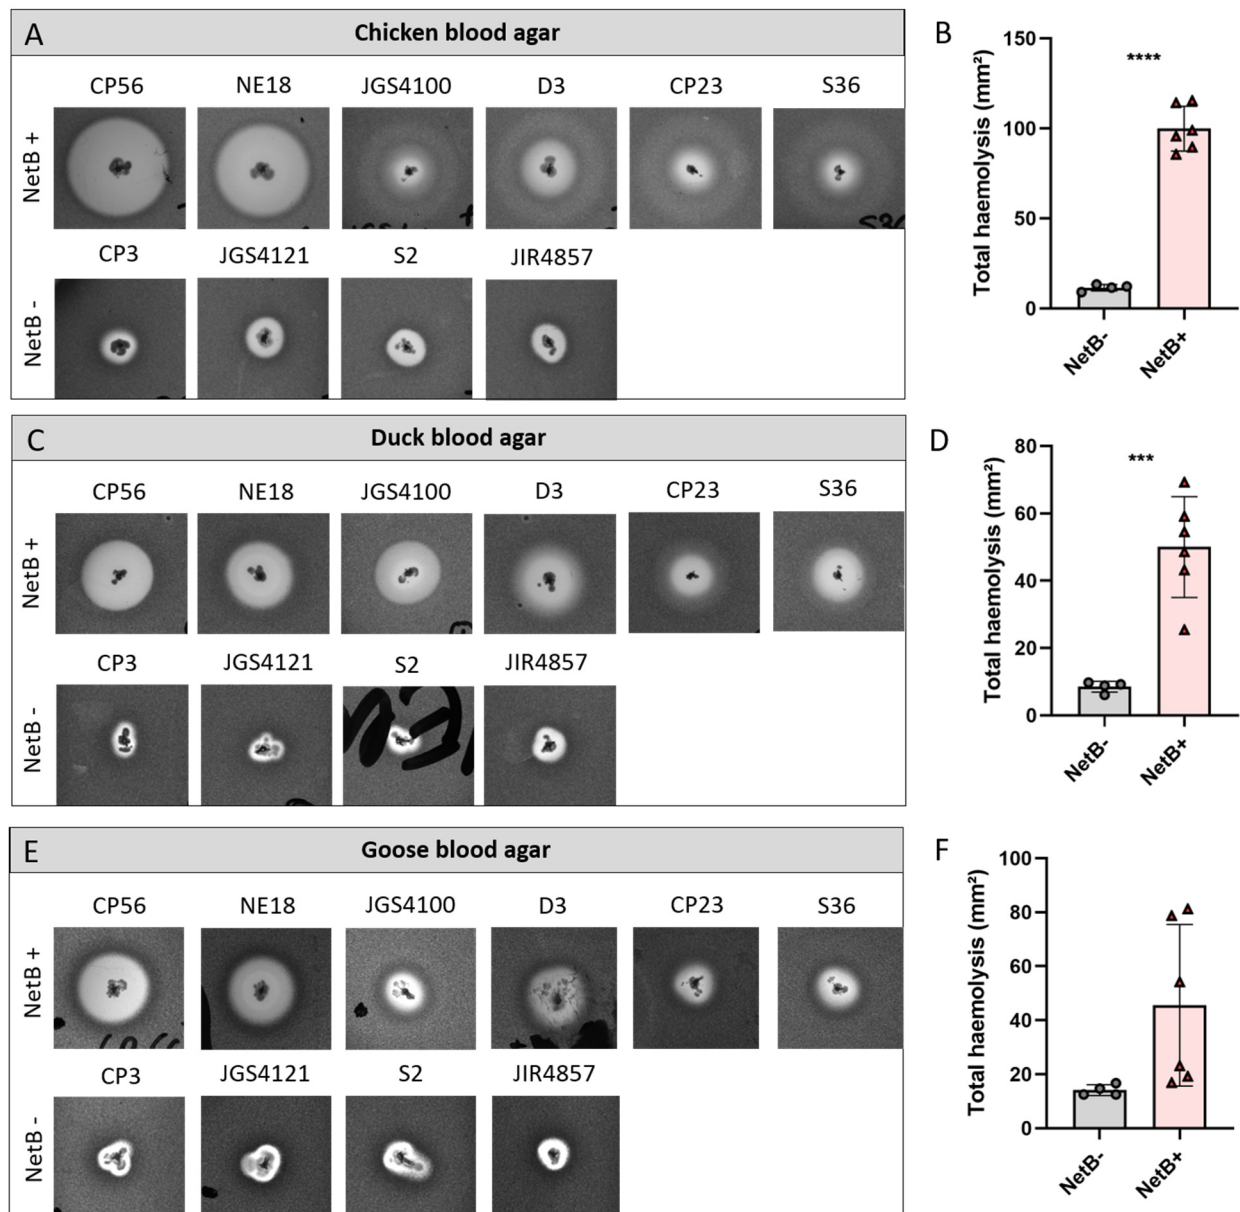 A
Chicken blood agar
CP56 NE18 JGS4100 D3 CP23 S36
NetB +
S36
CP3 JGS4121 S2 JIR4857
NetB -
B
Total haemolysis (mm²)
150
100
50
0
****
NetB- NetB+
C
Duck blood agar
CP56 NE18 JGS4100 D3 CP23 S36
NetB +
CP3 JGS4121 S2 JIR4857
NetB -
D
Total haemolysis (mm²)
80
60
40
20
0
***
NetB- NetB+
E
Goose blood agar
CP56 NE18 JGS4100 D3 CP23 S36
NetB +
CP3 JGS4121 S2 JIR4857
NetB -
F
Total haemolysis (mm²)
100
80
60
40
20
0
NetB- NetB+